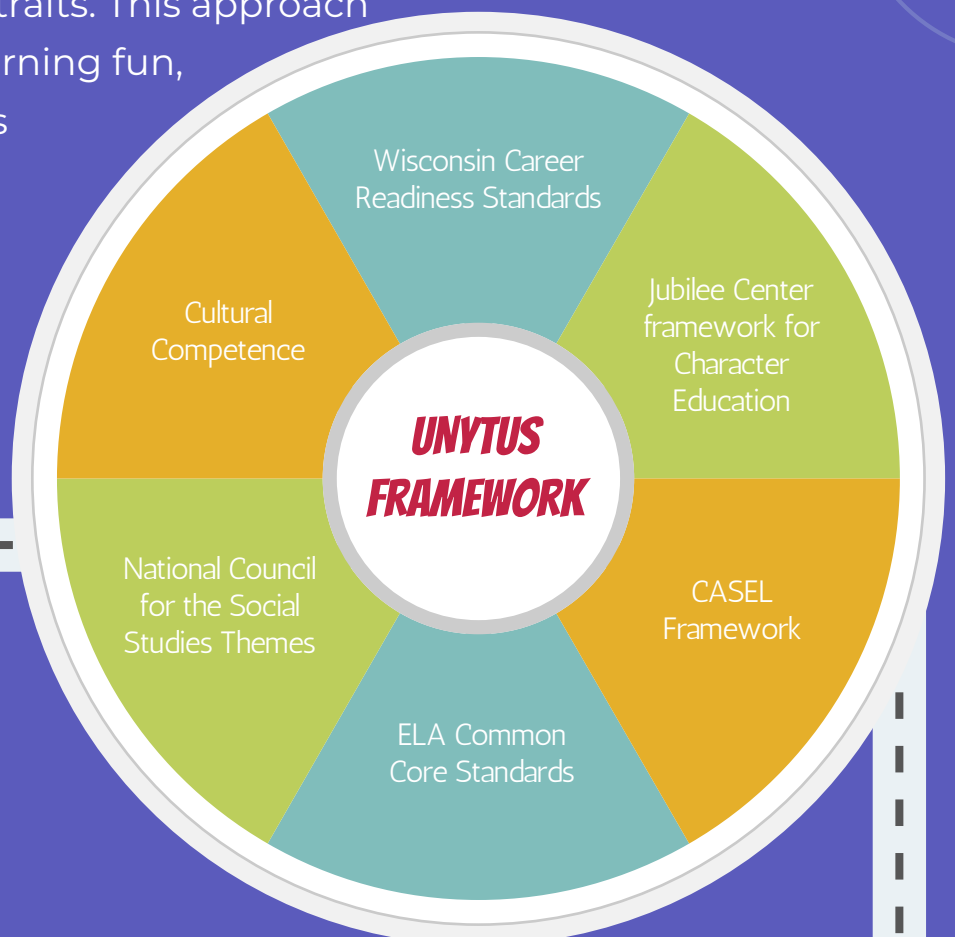 traits. This approach
rning fun,
s
Wisconsin Career
Readiness Standards
Jubilee Center
framework for
Character
Education
Cultural
Competence
UNYTUS
FRAMEWORK
National Council
for the Social
Studies Themes
CASEL
Framework
ELA Common
Core Standards